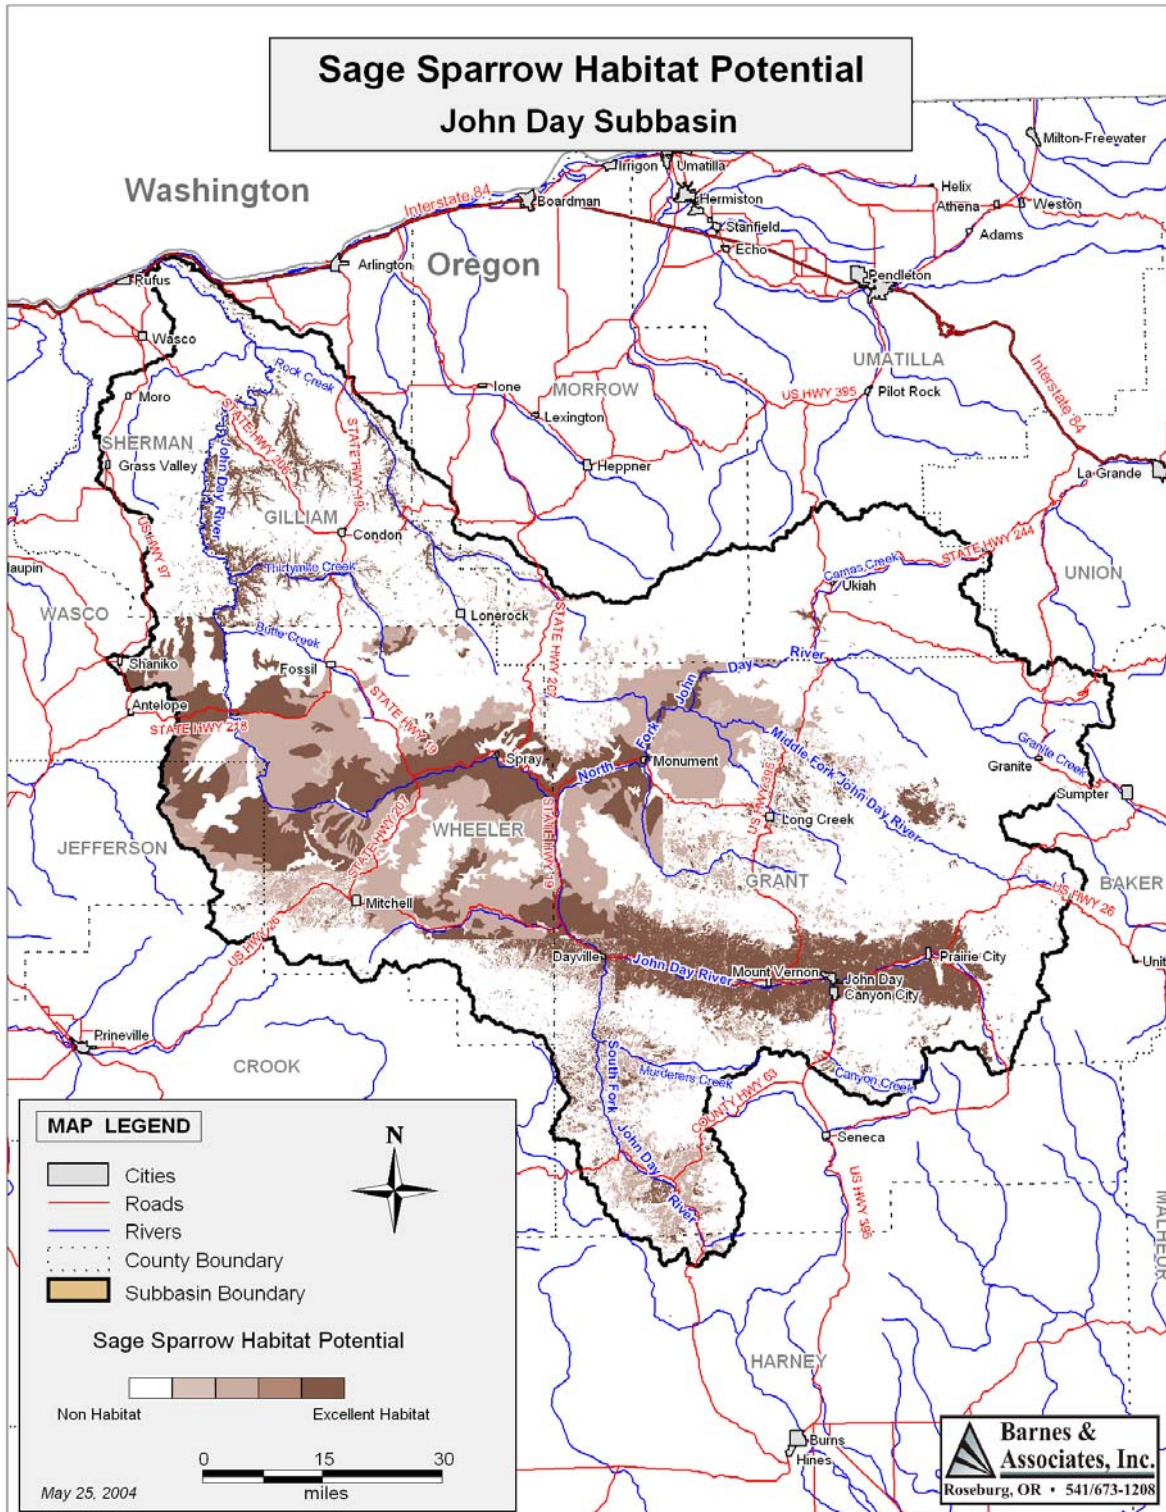 Sage Sparrow Habitat Potential
John Day Subbasin
Milton-Freewater
Irrigon
Umatilla
Washington
Interstate 84
Boardman
Hermiston
Helix
Athena
Weston
Stanfield
Adams
Echo
Oregon
Arlington
Rufus
Pendleton
Wasco
Rock Creek
UMATILLA
Interstate 84
Moro
Ione
MORROW
US HWY 395
Pilot Rock
STATE HWY 206
STATE HWY 19
Lexington
SHERMAN
Grass Valley
John Day River
Heppner
La Grande
GILLIAM
Condon
US HWY 97
STATE HWY 244
Camas Creek
Ukiah
UNION
aupin
Thirtymile Creek
WASCO
Lonerock
STATE HWY 207
Butte Creek
Shaniko
Fossil
North Fork John Day River
Antelope
STATE HWY 218
STATE HWY 19
Middle Fork John Day River
Granite Creek
Spray
Monument
Granite
Sumpter
US HWY 395
Long Creek
STATE HWY 207
WHEELER
STATE HWY 19
JEFFERSON
GRANT
BAKER
US HWY 26
Mitchell
US HWY 26
Dayville
John Day River
Mount Vernon
John Day
Canyon City
Prairie City
Unit
Prineville
CROOK
South Fork John Day River
Murderers Creek
COUNTY HWY 63
Canyon Creek
Seneca
US HWY 395
MALHEUR
HARNEY
Burns
Hines
MAP LEGEND
N
Cities
Roads
Rivers
County Boundary
Subbasin Boundary
Sage Sparrow Habitat Potential
Non Habitat
Excellent Habitat
0 15 30
miles
May 25, 2004
Barnes &
Associates, Inc.
Roseburg, OR • 541/673-1208